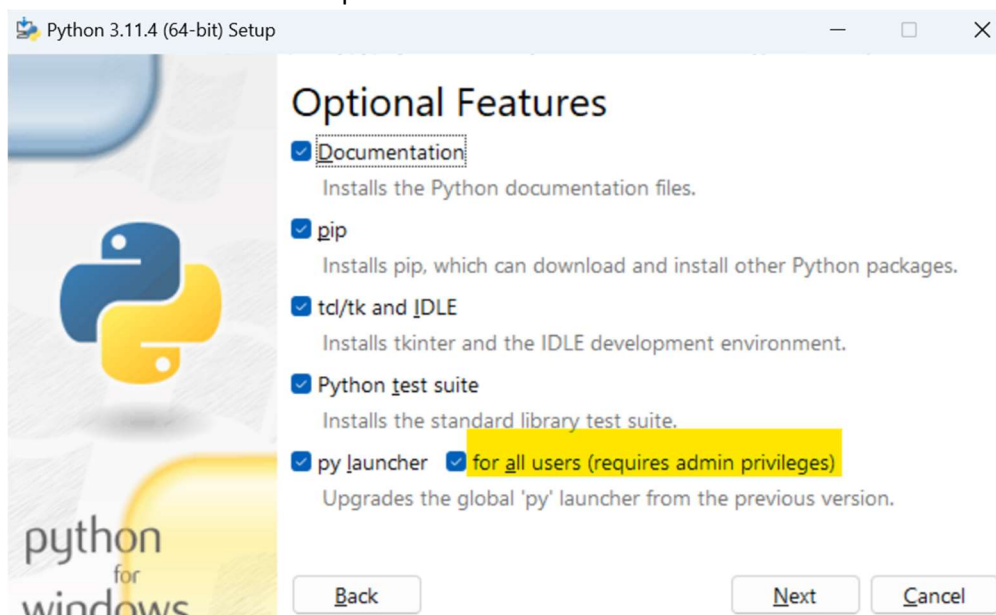 Python 3.11.4 (64-bit) Setup
Optional Features
Documentation
Installs the Python documentation files.
pip
Installs pip, which can download and install other Python packages.
tcl/tk and IDLE
Installs tkinter and the IDLE development environment.
Python test suite
Installs the standard library test suite.
py launcher for all users (requires admin privileges)
Upgrades the global 'py' launcher from the previous version.
python
for
windows
Back Next Cancel